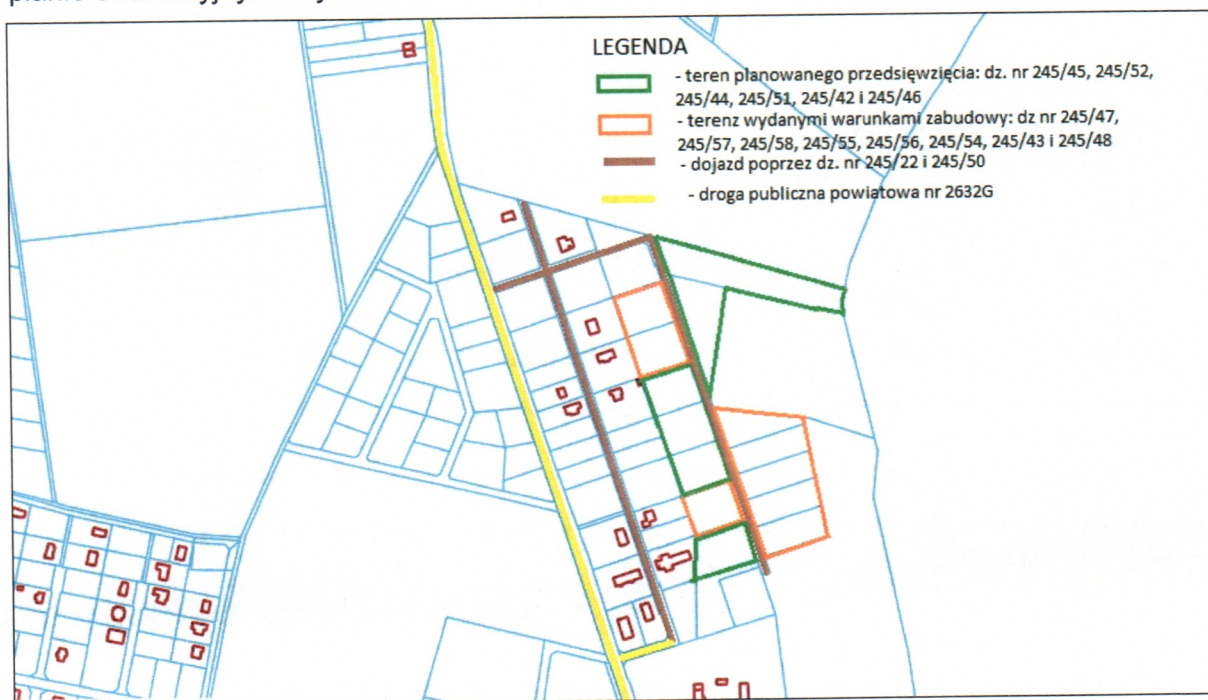 LEGENDA
- teren planowanego przedsięwzięcia: dz. nr 245/45, 245/52,
245/44, 245/51, 245/42 i 245/46
- terenz wydanymi warunkami zabudowy: dz nr 245/47,
245/57, 245/58, 245/55, 245/56, 245/54, 245/43 i 245/48
- dojazd poprzez dz. nr 245/22 i 245/50
- droga publiczna powiatowa nr 2632G